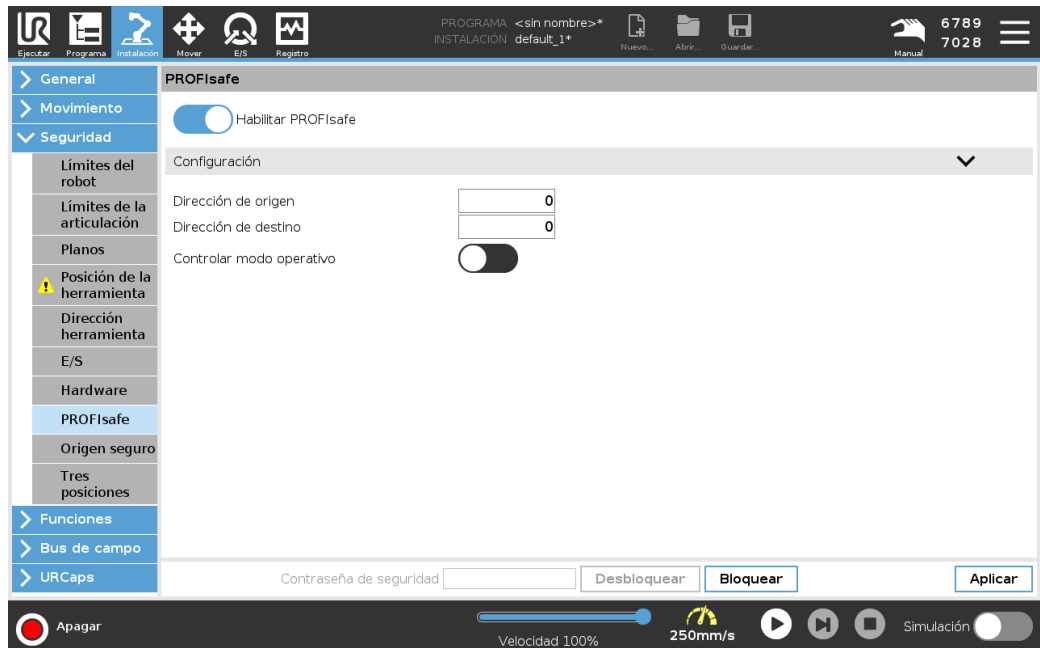 PROGRAMA <sin nombre>*
INSTALACIÓN default_1*
Ejecutar
Programa
Instalación
Mover
E/S
Registro
Nuevo...
Abrir...
Guardar...
Manual
6789
7028
General
Movimiento
Seguridad
Límites del
robot
Límites de la
articulación
Planos
Posición de la
herramienta
Dirección
herramienta
E/S
Hardware
PROFIsafe
Origen seguro
Tres
posiciones
Funciones
Bus de campo
URCaps
PROFIsafe
Habilitar PROFIsafe
Configuración
Dirección de origen 0
Dirección de destino 0
Controlar modo operativo
Contraseña de seguridad Desbloquear Bloquear Aplicar
Apagar
Velocidad 100%
250mm/s
Simulación